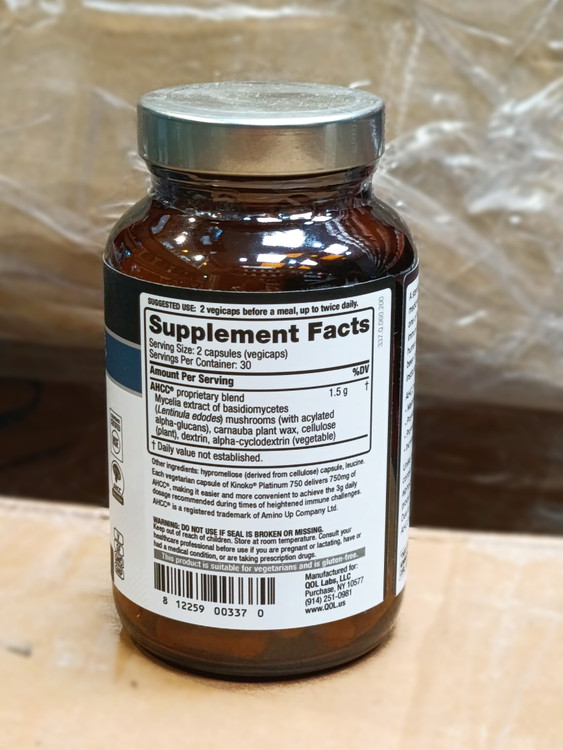 SUGGESTED USE: 2 vegicaps before a meal, up to twice daily.
Supplement Facts
Serving Size: 2 capsules (vegicaps)
Servings Per Container: 30
Amount Per Serving %DV
AHCC® proprietary blend 1.5 g †
Mycelia extract of basidiomycetes
(Lentinula edodes) mushrooms (with acylated
alpha-glucans), carnauba plant wax, cellulose
(plant), dextrin, alpha-cyclodextrin (vegetable)
† Daily value not established.
Other ingredients: hypromellose (derived from cellulose) capsule, leucine.
Each vegetarian capsule of Kinoko® Platinum 750 delivers 750mg of
AHCC®, making it easier and more convenient to achieve the 3g daily
dosage recommended during times of heightened immune challenges.
AHCC® is a registered trademark of Amino Up Company Ltd.
WARNING: DO NOT USE IF SEAL IS BROKEN OR MISSING.
Keep out of reach of children. Store at room temperature. Consult your
healthcare professional before use if you are pregnant or lactating, have or
had a medical condition, or are taking prescription drugs.
This product is suitable for vegetarians and is gluten-free.
8 12259 00337 0
Manufactured for:
QOL Labs, LLC
Purchase, NY 10577
(914) 251-0981
www.QOL.us
337.0.060.200